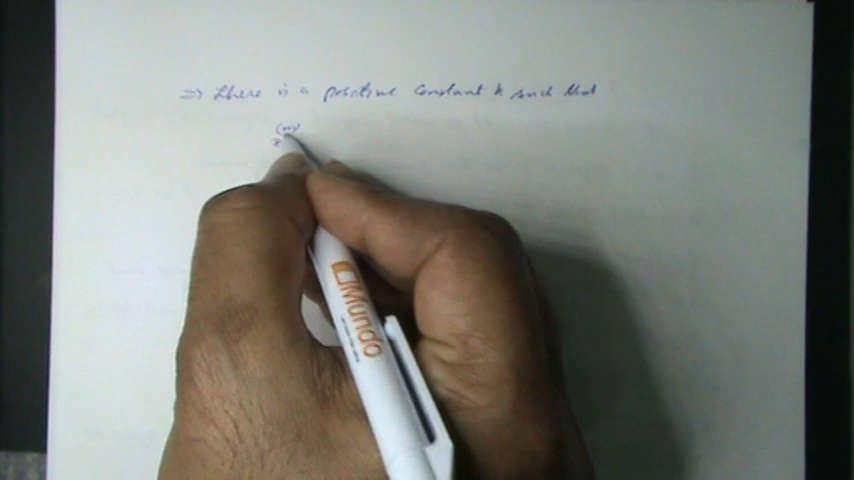 ⇒ there is a positive constant k such that
x(m)
Mundo